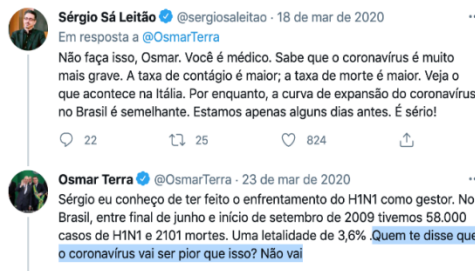 Sérgio Sá Leitão @sergiosaleitao · 18 de mar de 2020
Em resposta a @OsmarTerra
Não faça isso, Osmar. Você é médico. Sabe que o coronavírus é muito
mais grave. A taxa de contágio é maior; a taxa de morte é maior. Veja o
que acontece na Itália. Por enquanto, a curva de expansão do coronavírus
no Brasil é semelhante. Estamos apenas alguns dias antes. É sério!
22 25 824
Osmar Terra @OsmarTerra · 23 de mar de 2020
Sérgio eu conheço de ter feito o enfrentamento do H1N1 como gestor. No
Brasil, entre final de junho e início de setembro de 2009 tivemos 58.000
casos de H1N1 e 2101 mortes. Uma letalidade de 3,6% .Quem te disse que
o coronavírus vai ser pior que isso? Não vai